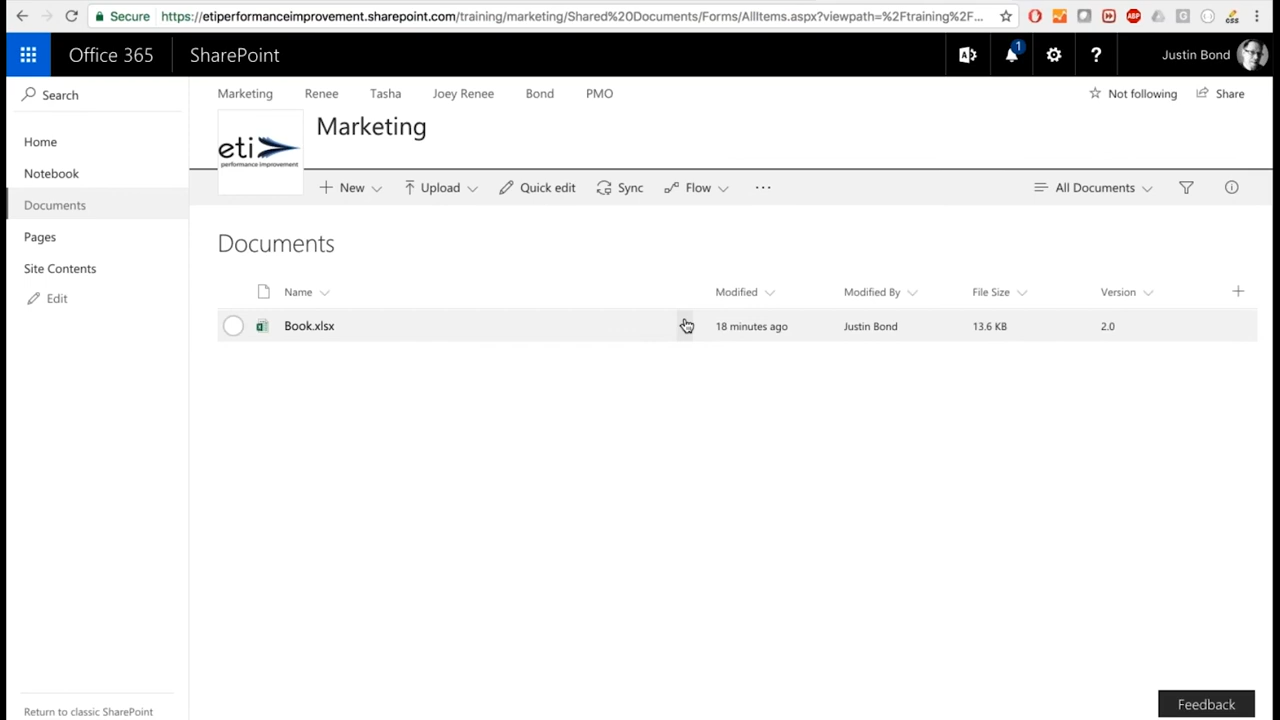 Secure https://etiperformanceimprovement.sharepoint.com/training/marketing/Shared%20Documents/Forms/AllItems.aspx?viewpath=%2Ftraining%2F... ABP G css
Office 365 SharePoint 1 ? Justin Bond
Search Marketing Renee Tasha Joey Renee Bond PMO Not following Share
eti performance improvement Marketing
Home
Notebook New Upload Quick edit Sync Flow ... All Documents
Documents
Pages Documents
Site Contents
Edit Name Modified Modified By File Size Version
Book.xlsx 18 minutes ago Justin Bond 13.6 KB 2.0
Return to classic SharePoint Feedback